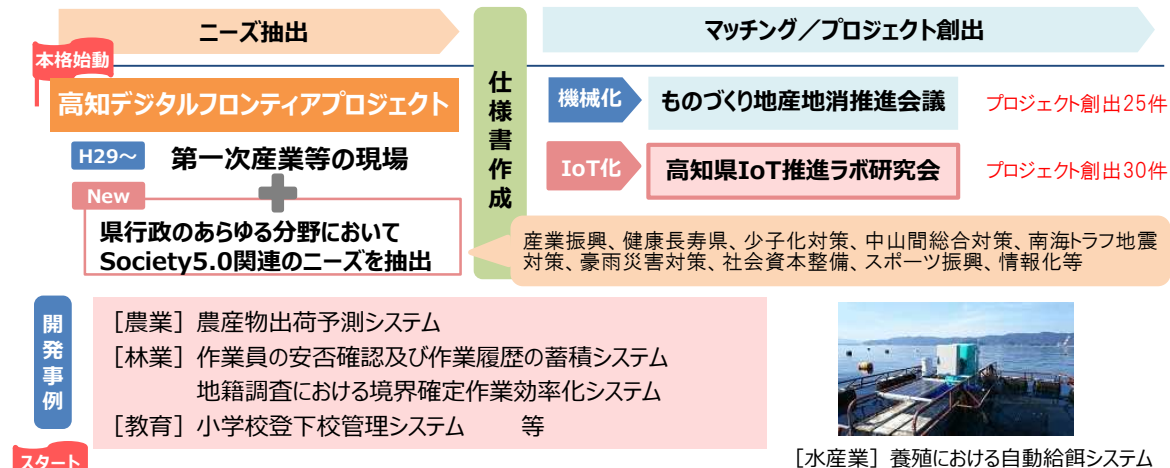 ニーズ抽出
マッチング／プロジェクト創出
本格始動
高知デジタルフロンティアプロジェクト
H29～
第一次産業等の現場
New
県行政のあらゆる分野において
Society5.0関連のニーズを抽出
仕様書作成
機械化
ものづくり地産地消推進会議
プロジェクト創出25件
IoT化
高知県IoT推進ラボ研究会
プロジェクト創出30件
産業振興、健康長寿県、少子化対策、中山間総合対策、南海トラフ地震
対策、豪雨災害対策、社会資本整備、スポーツ振興、情報化等
開発事例
［農業］農産物出荷予測システム
［林業］作業員の安否確認及び作業履歴の蓄積システム
地籍調査における境界確定作業効率化システム
［教育］小学校登下校管理システム　　等
［水産業］養殖における自動給餌システム
スタート